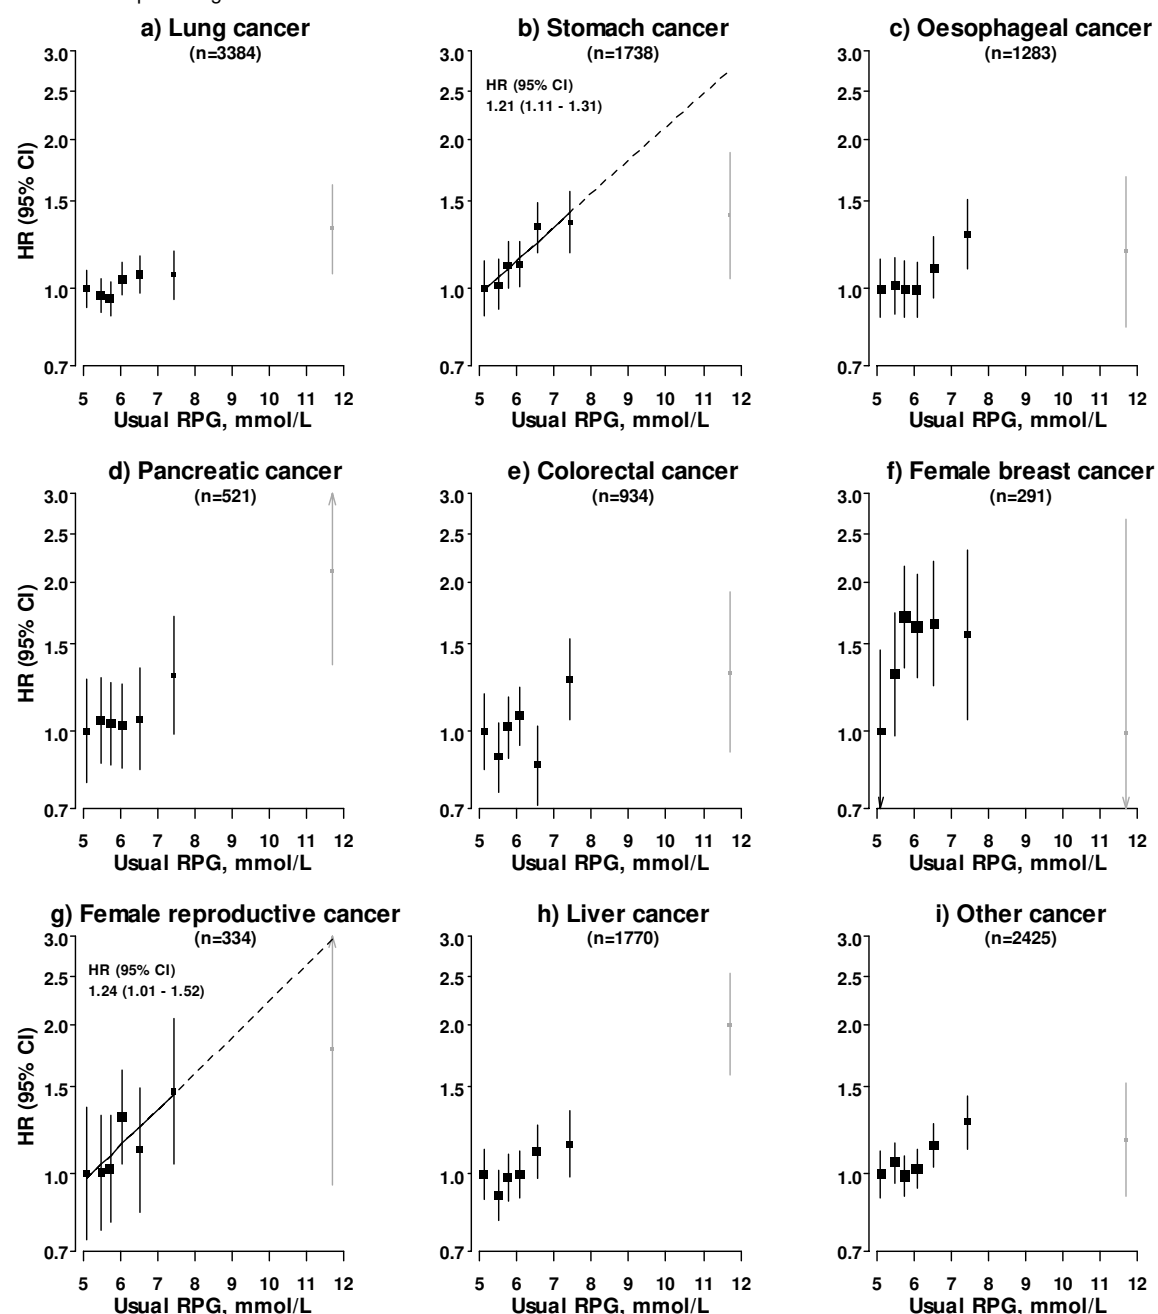 a) Lung cancer
(n=3384)
3.0
2.5
2.0
1.5
1.0
0.7
HR (95% CI)
5 6 7 8 9 10 11 12
Usual RPG, mmol/L
b) Stomach cancer
(n=1738)
HR (95% CI)
1.21 (1.11 - 1.31)
3.0
2.5
2.0
1.5
1.0
0.7
5 6 7 8 9 10 11 12
Usual RPG, mmol/L
c) Oesophageal cancer
(n=1283)
3.0
2.5
2.0
1.5
1.0
0.7
5 6 7 8 9 10 11 12
Usual RPG, mmol/L
d) Pancreatic cancer
(n=521)
3.0
2.5
2.0
1.5
1.0
0.7
HR (95% CI)
5 6 7 8 9 10 11 12
Usual RPG, mmol/L
e) Colorectal cancer
(n=934)
3.0
2.5
2.0
1.5
1.0
0.7
5 6 7 8 9 10 11 12
Usual RPG, mmol/L
f) Female breast cancer
(n=291)
3.0
2.5
2.0
1.5
1.0
0.7
5 6 7 8 9 10 11 12
Usual RPG, mmol/L
g) Female reproductive cancer
(n=334)
HR (95% CI)
1.24 (1.01 - 1.52)
3.0
2.5
2.0
1.5
1.0
0.7
HR (95% CI)
5 6 7 8 9 10 11 12
Usual RPG, mmol/L
h) Liver cancer
(n=1770)
3.0
2.5
2.0
1.5
1.0
0.7
5 6 7 8 9 10 11 12
Usual RPG, mmol/L
i) Other cancer
(n=2425)
3.0
2.5
2.0
1.5
1.0
0.7
5 6 7 8 9 10 11 12
Usual RPG, mmol/L